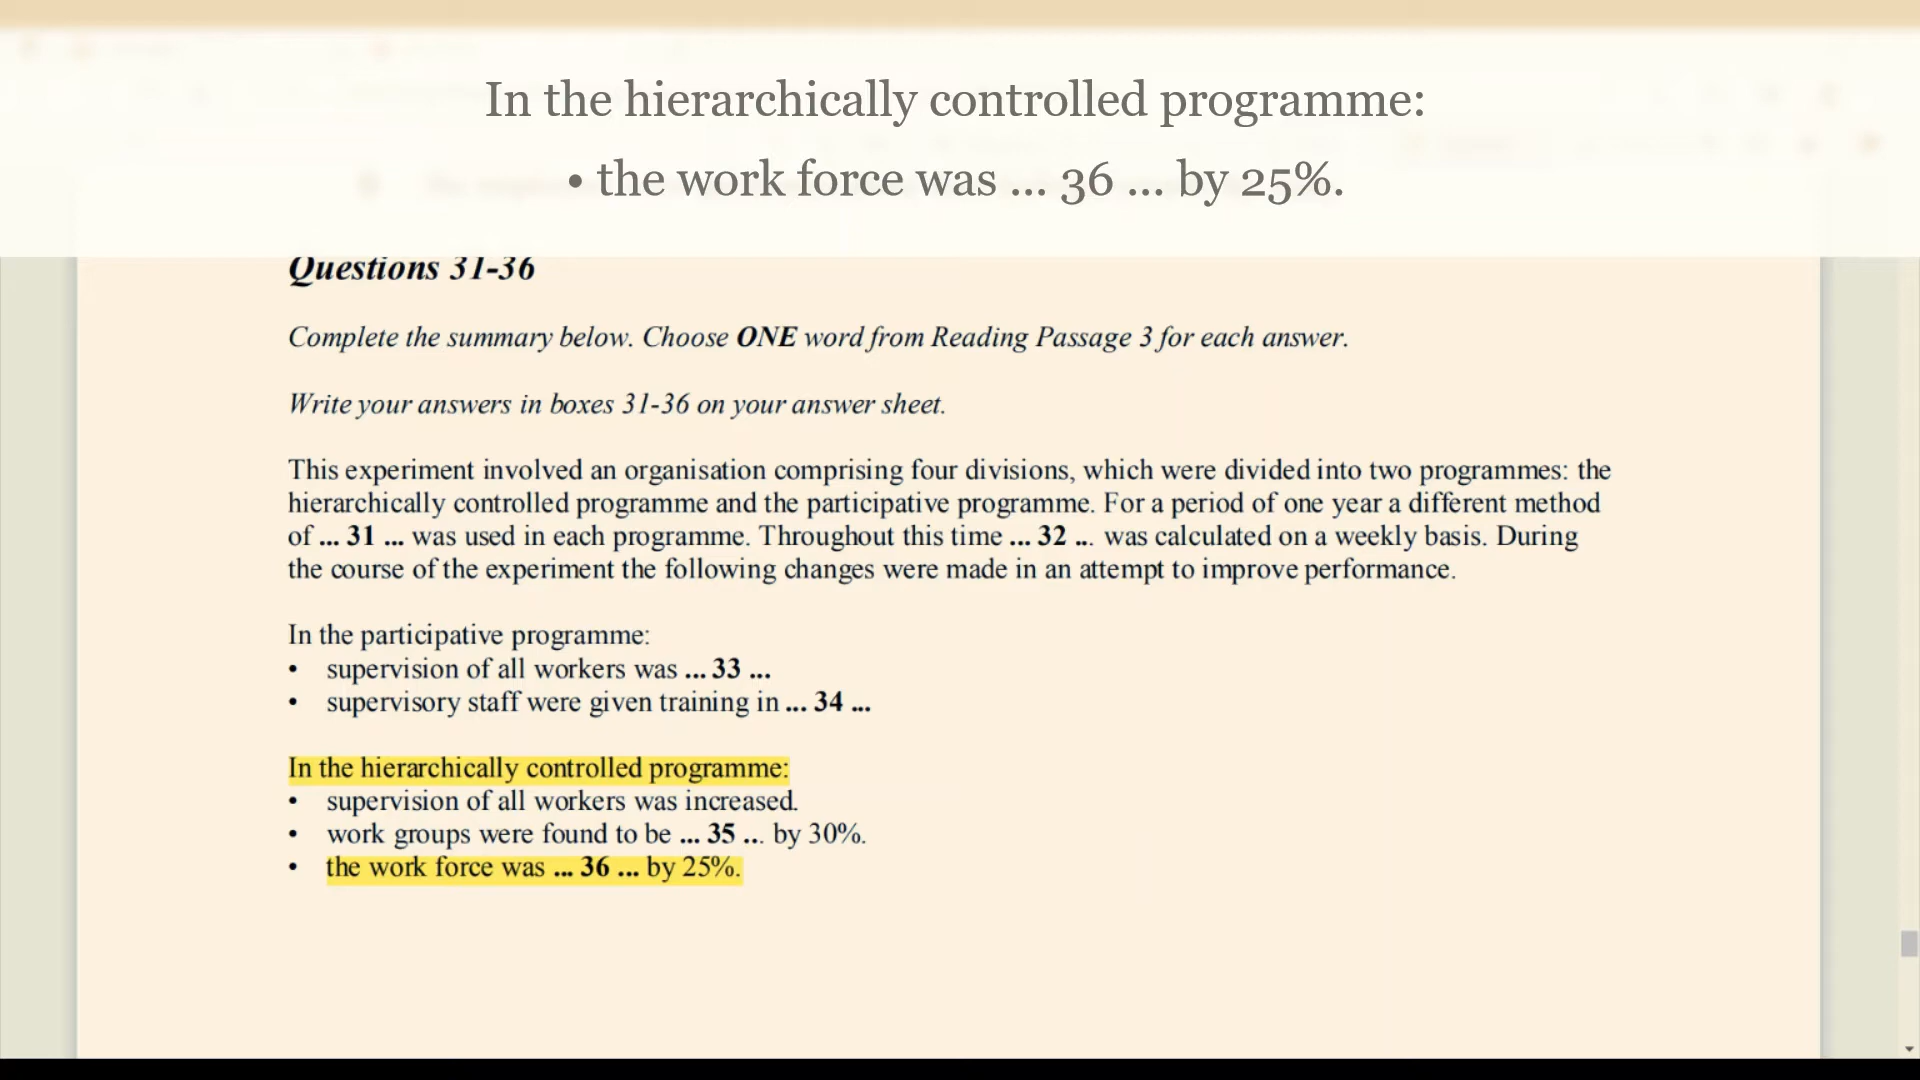 In the hierarchically controlled programme:
• the work force was ... 36 ... by 25%.
Questions 31-36
Complete the summary below. Choose ONE word from Reading Passage 3 for each answer.
Write your answers in boxes 31-36 on your answer sheet.
This experiment involved an organisation comprising four divisions, which were divided into two programmes: the
hierarchically controlled programme and the participative programme. For a period of one year a different method
of ... 31 ... was used in each programme. Throughout this time ... 32 ... was calculated on a weekly basis. During
the course of the experiment the following changes were made in an attempt to improve performance.
In the participative programme:
• supervision of all workers was ... 33 ...
• supervisory staff were given training in ... 34 ...
In the hierarchically controlled programme:
• supervision of all workers was increased.
• work groups were found to be ... 35 ... by 30%.
• the work force was ... 36 ... by 25%.